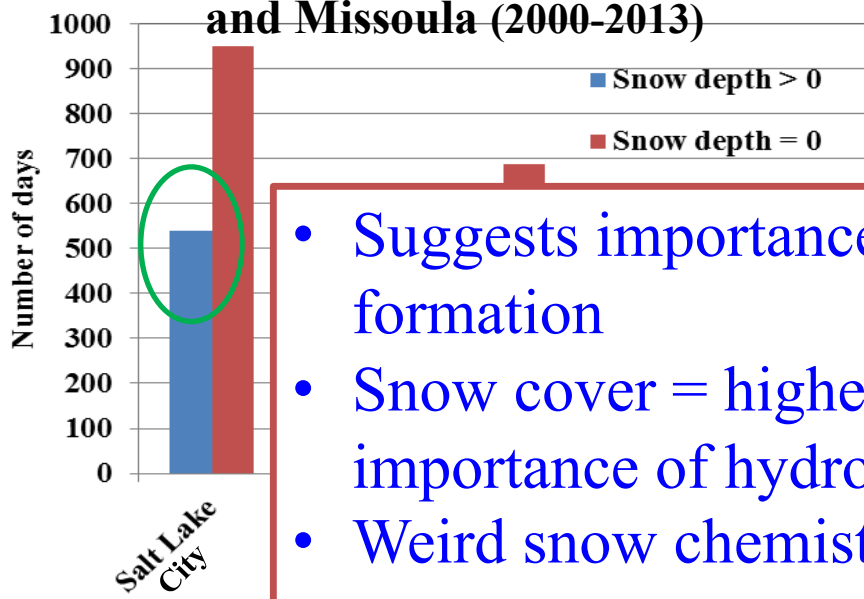 and Missoula (2000-2013)
1000
900
800
700
600
500
400
300
200
100
0
Number of days
Snow depth > 0
Snow depth = 0
Salt Lake
City
• Suggests importance
formation
• Snow cover = highe
importance of hydro
• Weird snow chemist